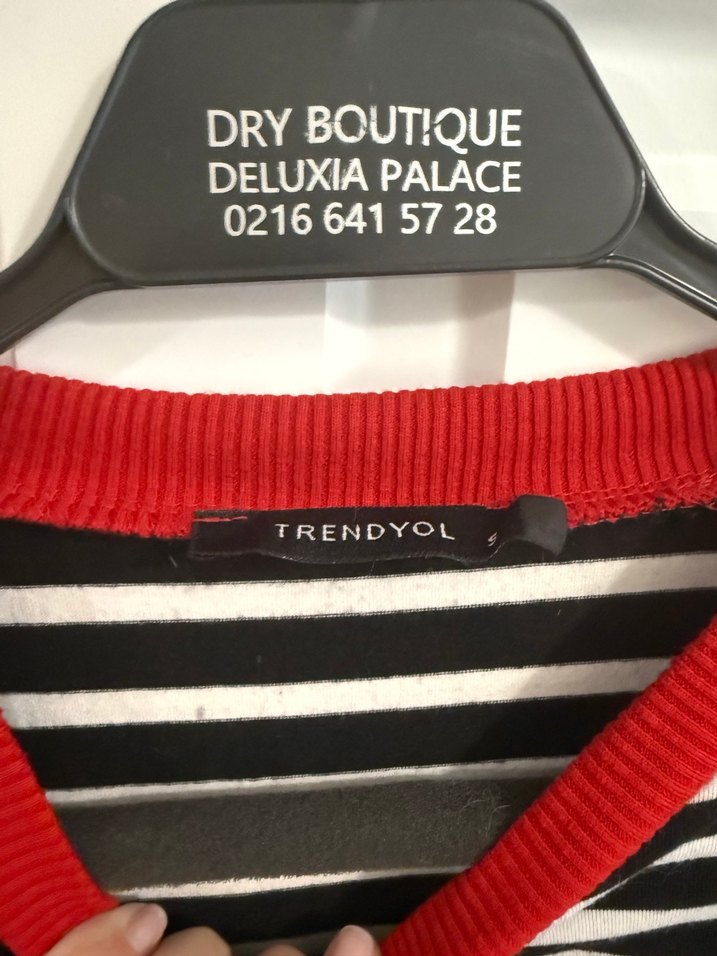 DRY BOUTIQUE
DELUXIA PALACE
0216 641 57 28
TRENDYOL S